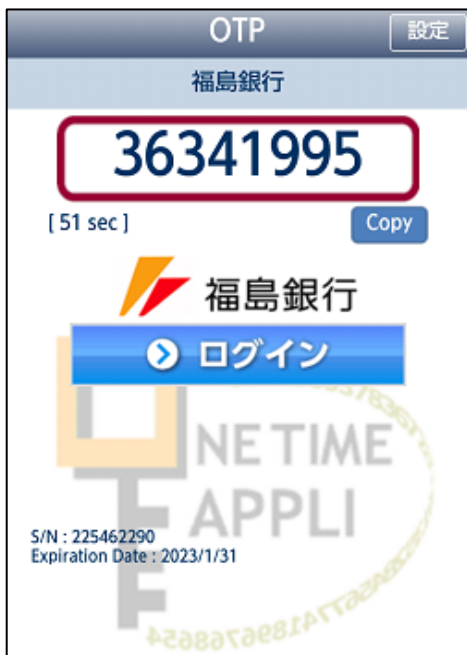 OTP
設定
福島銀行
36341995
[ 51 sec ]
Copy
福島銀行
ログイン
NE TIME
APPLI
S/N : 225462290
Expiration Date : 2023/1/31